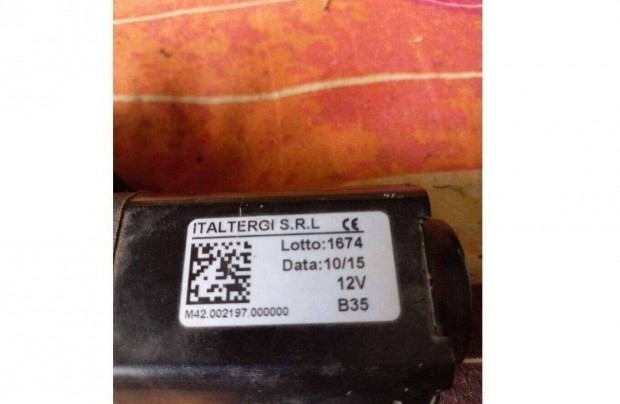 ITALTERGI S.R.L CE
Lotto:1674
Data:10/15
12V
B35
M42.002197.000000